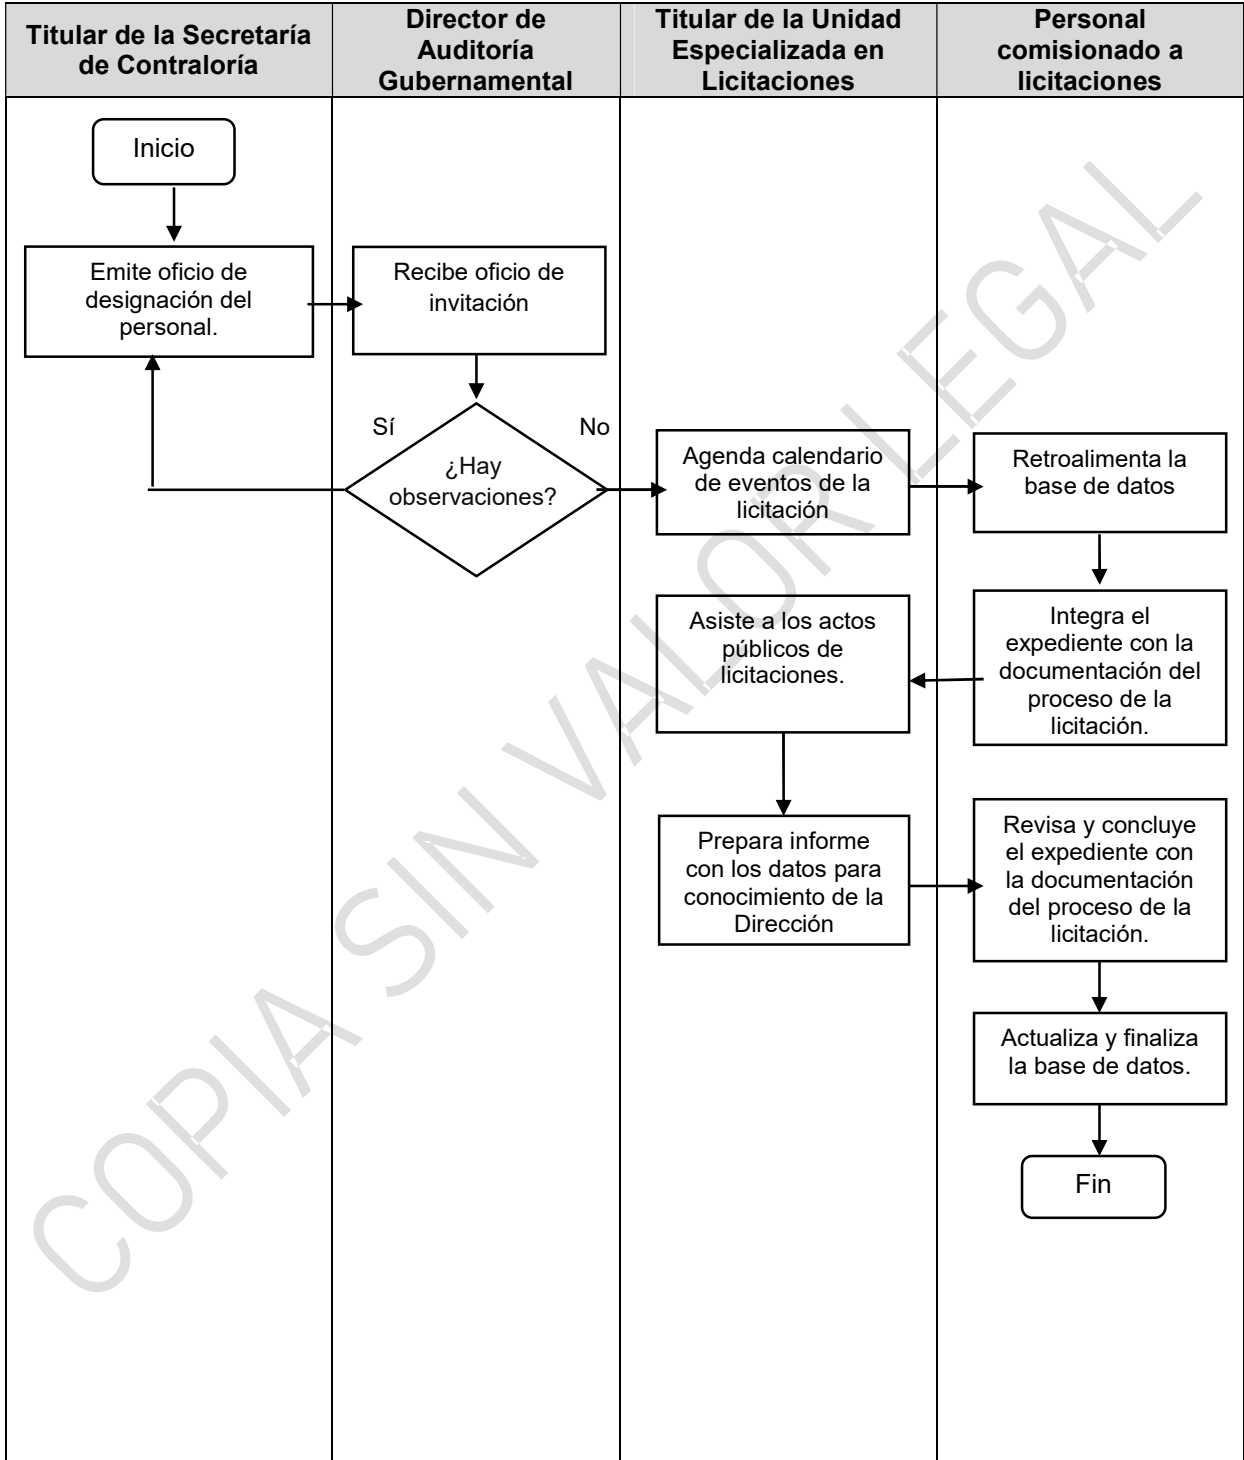 Titular de la Secretaría
de Contraloría
Director de
Auditoría
Gubernamental
Titular de la Unidad
Especializada en
Licitaciones
Personal
comisionado a
licitaciones
Inicio
Emite oficio de
designación del
personal.
Recibe oficio de
invitación
Sí
No
¿Hay
observaciones?
Agenda calendario
de eventos de la
licitación
Retroalimenta la
base de datos
Integra el
expediente con la
documentación del
proceso de la
licitación.
Asiste a los actos
públicos de
licitaciones.
Prepara informe
con los datos para
conocimiento de la
Dirección
Revisa y concluye
el expediente con
la documentación
del proceso de la
licitación.
Actualiza y finaliza
la base de datos.
Fin
COPIA SIN VALOR LEGAL